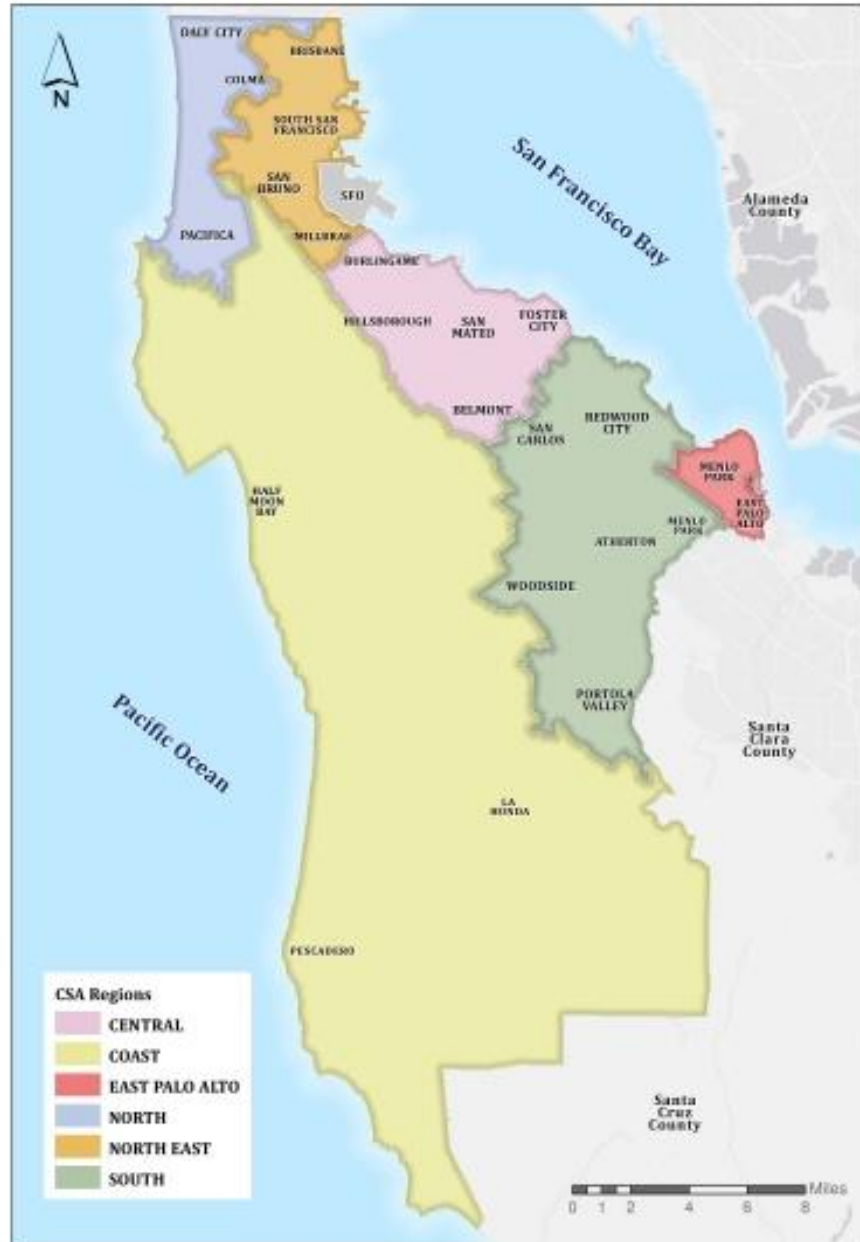 DALY CITY
BRISBANE
COLMA
N
SOUTH SAN
FRANCISCO
San Francisco Bay
SAN
BRUNO
SFO
Alameda
County
PACIFICA
MILLBRAE
BURLINGAME
HILLSBOROUGH
SAN
MATEO
FOSTER
CITY
BELMONT
SAN
CARLOS
REDWOOD
CITY
MENLO
PARK
HALF
MOON
BAY
EAST
PALO
ALTO
MENLO
PARK
ATHERTON
WOODSIDE
Pacific Ocean
PORTOLA
VALLEY
Santa
Clara
County
LA
HONDA
PESCADERO
CSA Regions
CENTRAL
COAST
EAST PALO ALTO
NORTH
NORTH EAST
SOUTH
Santa
Cruz
County
Miles
0 1 2 4 6 8